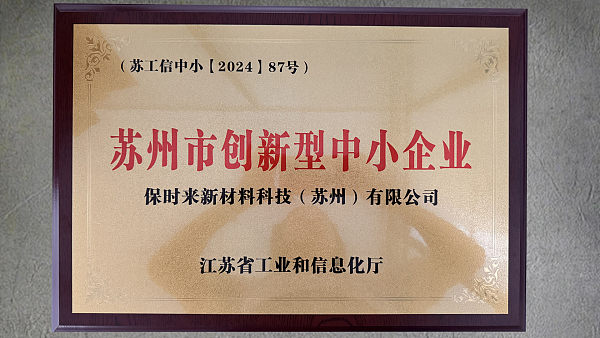 （苏工信中小【2024】87号）
苏州市创新型中小企业
保时来新材料科技（苏州）有限公司
江苏省工业和信息化厅